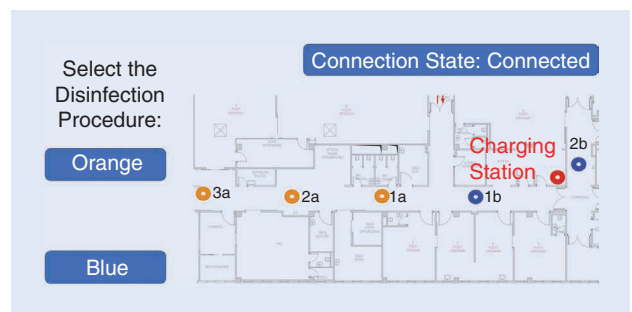 Connection State: Connected
Select the
Disinfection
Procedure:
Orange
Charging
Station
2b
3a
2a
1a
1b
Blue